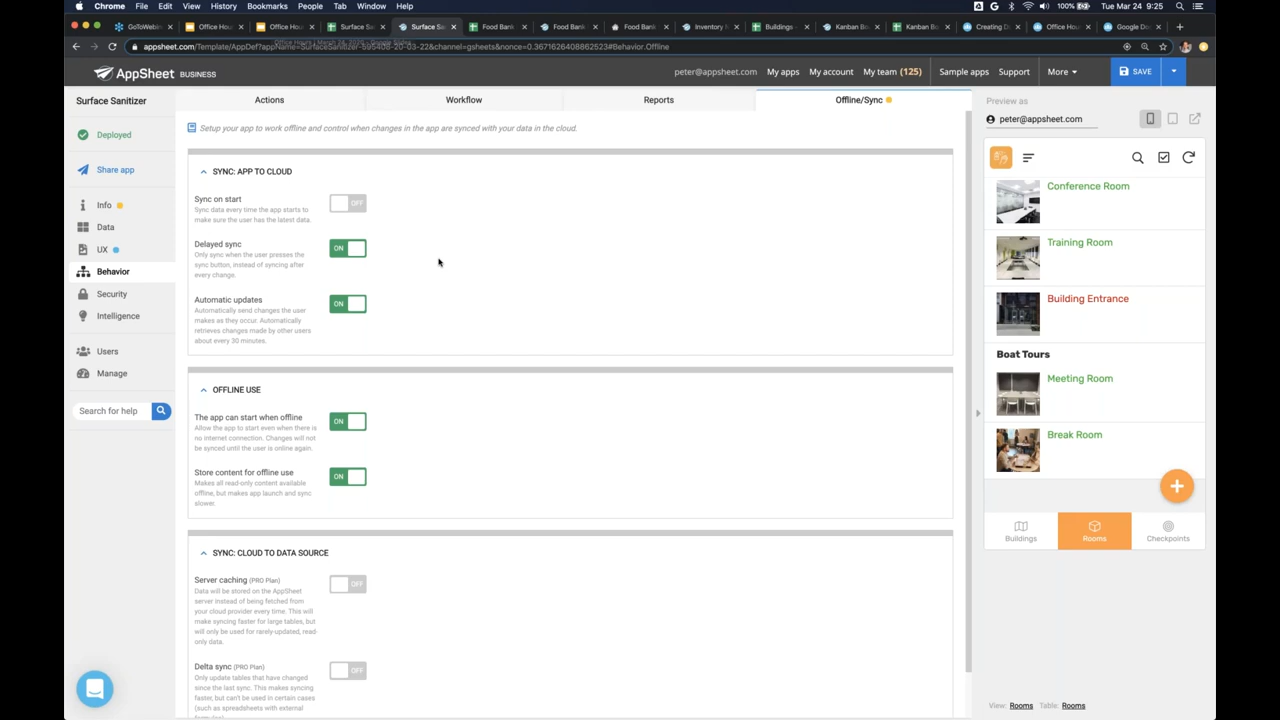 Chrome File Edit View History Bookmarks People Tab Window Help 100% Tue Mar 24 9:25
GoToWebin Office Hour Office Hour Surface Se Surface Se Food Bank Food Bank Food Bank Inventory M Buildings Kanban Bo Kanban Bo Creating D Office Hou Google De
appsheet.com/Template/AppDef?appName=
&channel=gsheets&nonce=0.3671626408862523#Behavior.Offline
AppSheet BUSINESS
peter@appsheet.com My apps My account My team (125) Sample apps Support More SAVE
Surface Sanitizer
Deployed
Share app
Info
Data
UX
Behavior
Security
Intelligence
Users
Manage
Search for help
Actions Workflow Reports Offline/Sync
Setup your app to work offline and control when changes in the app are synced with your data in the cloud.
SYNC: APP TO CLOUD
Sync on start OFF
Sync data every time the app starts to
make sure the user has the latest data.
Delayed sync ON
Only sync when the user presses the
sync button, instead of syncing after
every change.
Automatic updates ON
Automatically send changes the user
makes as they occur. Automatically
retrieves changes made by other users
about every 30 minutes.
OFFLINE USE
The app can start when offline ON
Allow the app to start even when there is
no internet connection. Changes will not
be synced until the user is online again.
Store content for offline use ON
Makes all read-only content available
offline, but makes app launch and sync
slower.
SYNC: CLOUD TO DATA SOURCE
Server caching (PRO Plan) OFF
Data will be stored on the AppSheet
server instead of being fetched from
your cloud provider every time. This will
make syncing faster for large tables, but
will only be used for rarely-updated, read-
only data.
Delta sync (PRO Plan) OFF
Only update tables that have changed
since the last sync. This makes syncing
faster, but can't be used in certain cases
(such as spreadsheets with external
Preview as
peter@appsheet.com
Conference Room
Training Room
Building Entrance
Boat Tours
Meeting Room
Break Room
+
Buildings Rooms Checkpoints
View: Rooms Table: Rooms